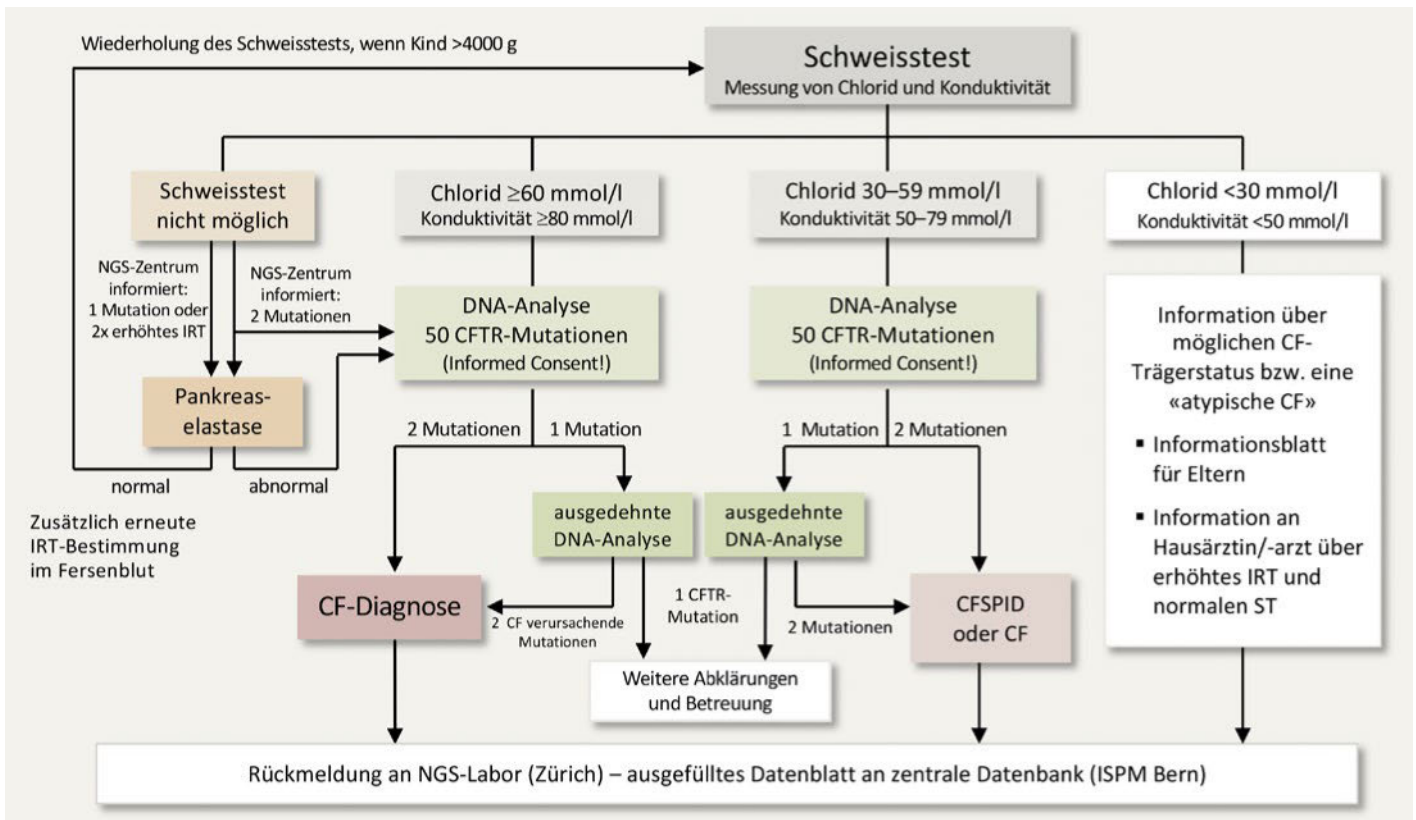 Wiederholung des Schweisstests, wenn Kind >4000 g
Schweisstest
Messung von Chlorid und Konduktivität
Schweisstest
nicht möglich
Chlorid ≥60 mmol/l
Konduktivität ≥80 mmol/l
Chlorid 30–59 mmol/l
Konduktivität 50–79 mmol/l
Chlorid <30 mmol/l
Konduktivität <50 mmol/l
NGS-Zentrum
informiert:
1 Mutation oder
2x erhöhtes IRT
NGS-Zentrum
informiert:
2 Mutationen
DNA-Analyse
50 CFTR-Mutationen
(Informed Consent!)
DNA-Analyse
50 CFTR-Mutationen
(Informed Consent!)
Information über
möglichen CF-
Trägerstatus bzw. eine
«atypische CF»
▪ Informationsblatt
für Eltern
▪ Information an
Hausärztin/-arzt über
erhöhtes IRT und
normalen ST
Pankreas-
elastase
normal
abnormal
Zusätzlich erneute
IRT-Bestimmung
im Fersenblut
2 Mutationen
1 Mutation
1 Mutation
2 Mutationen
ausgedehnte
DNA-Analyse
ausgedehnte
DNA-Analyse
CF-Diagnose
2 CF verursachende
Mutationen
1 CFTR-
Mutation
2 Mutationen
CFSPID
oder CF
Weitere Abklärungen
und Betreuung
Rückmeldung an NGS-Labor (Zürich) – ausgefülltes Datenblatt an zentrale Datenbank (ISPM Bern)